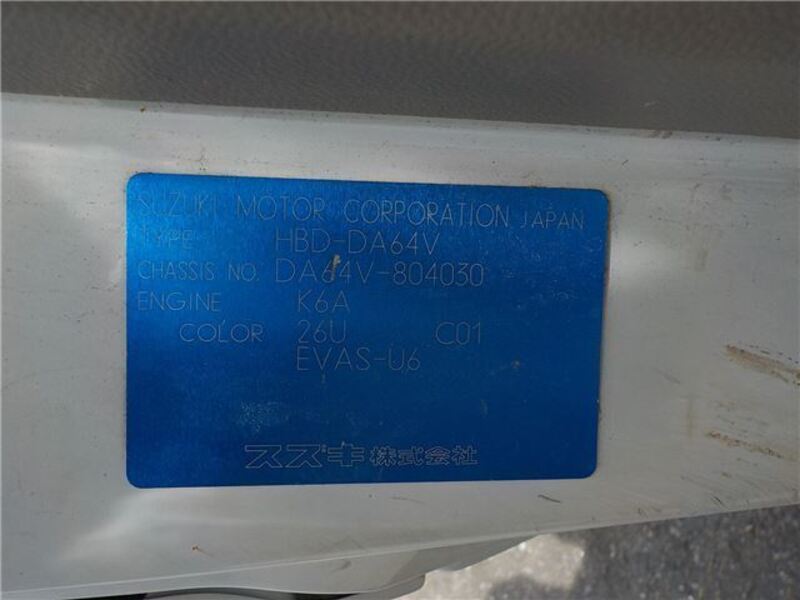 SUZUKI MOTOR CORPORATION JAPAN
TYPE HBD-DA64V
CHASSIS NO. DA64V-804030
ENGINE K6A
COLOR 26U C01
EVAS-U6
スズキ株式会社